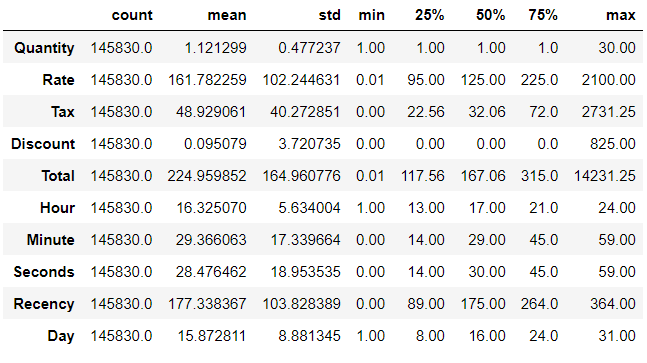 count mean std min 25% 50% 75% max
Quantity 145830.0 1.121299 0.477237 1.00 1.00 1.00 1.0 30.00
Rate 145830.0 161.782259 102.244631 0.01 95.00 125.00 225.0 2100.00
Tax 145830.0 48.929061 40.272851 0.00 22.56 32.06 72.0 2731.25
Discount 145830.0 0.095079 3.720735 0.00 0.00 0.00 0.0 825.00
Total 145830.0 224.959852 164.960776 0.01 117.56 167.06 315.0 14231.25
Hour 145830.0 16.325070 5.634004 1.00 13.00 17.00 21.0 24.00
Minute 145830.0 29.366063 17.339664 0.00 14.00 29.00 45.0 59.00
Seconds 145830.0 28.476462 18.953535 0.00 14.00 30.00 45.0 59.00
Recency 145830.0 177.338367 103.828389 0.00 89.00 175.00 264.0 364.00
Day 145830.0 15.872811 8.881345 1.00 8.00 16.00 24.0 31.00